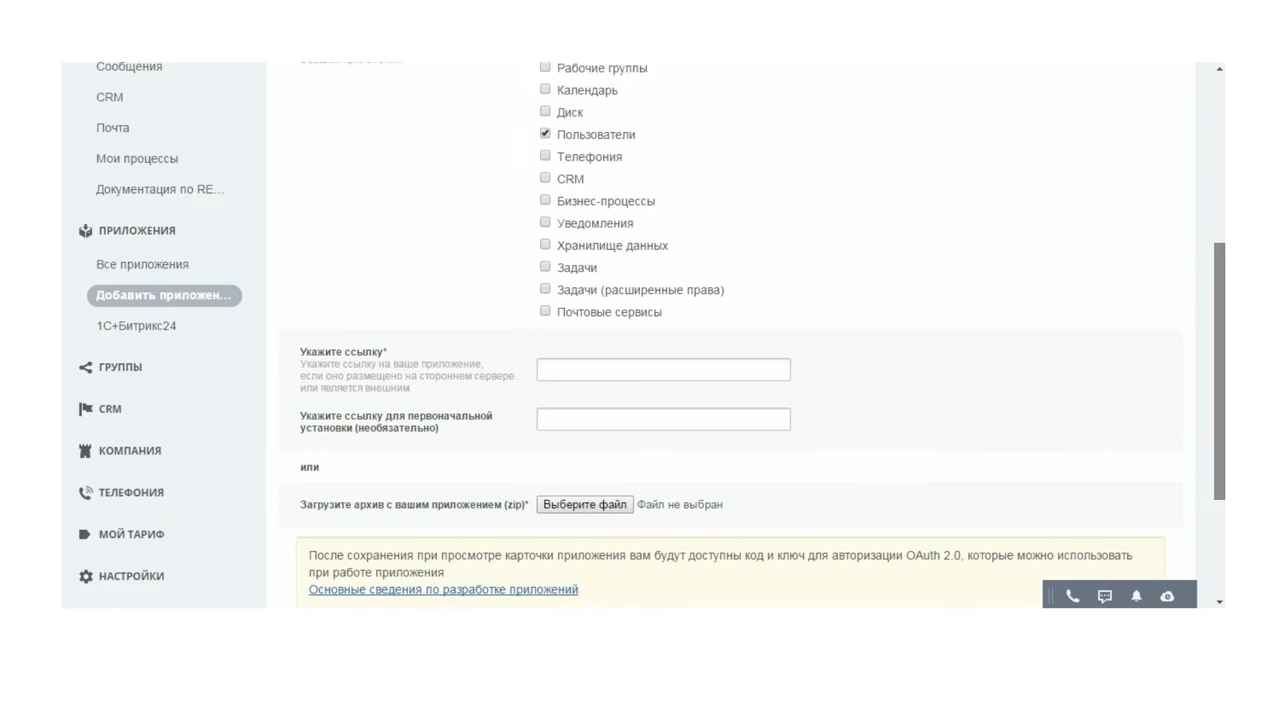 Сообщения
CRM
Почта
Мои процессы
Документация по RE...
ПРИЛОЖЕНИЯ
Все приложения
Добавить приложен...
1С+Битрикс24
ГРУППЫ
CRM
КОМПАНИЯ
ТЕЛЕФОНИЯ
МОЙ ТАРИФ
НАСТРОЙКИ
Рабочие группы
Календарь
Диск
Пользователи
Телефония
CRM
Бизнес-процессы
Уведомления
Хранилище данных
Задачи
Задачи (расширенные права)
Почтовые сервисы
Укажите ссылку*
Укажите ссылку на ваше приложение,
если оно размещено на стороннем сервере
или является внешним
Укажите ссылку для первоначальной
установки (необязательно)
или
Загрузите архив с вашим приложением (zip)* Выберите файл Файл не выбран
После сохранения при просмотре карточки приложения вам будут доступны код и ключ для авторизации OAuth 2.0, которые можно использовать
при работе приложения
Основные сведения по разработке приложений